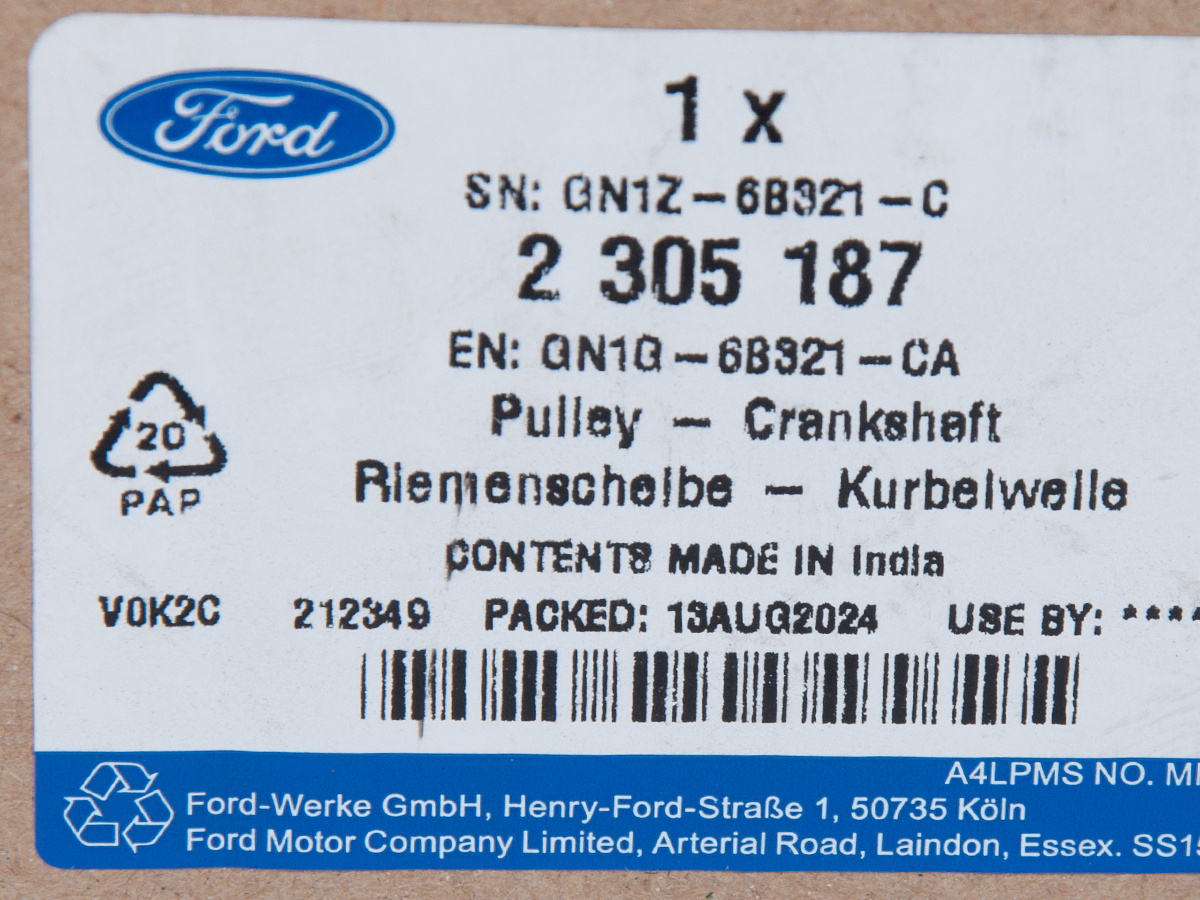 Ford
1 x
SN: GN1Z-6B321-C
2 305 187
EN: GN1G-6B321-CA
Pulley - Crankshaft
Riemenscheibe - Kurbelwelle
20
PAP
CONTENTS MADE IN India
V0K2C 212349 PACKED: 13AUG2024 USE BY: ****
A4LPMS NO.
Ford-Werke GmbH, Henry-Ford-Straße 1, 50735 Köln
Ford Motor Company Limited, Arterial Road, Laindon, Essex.